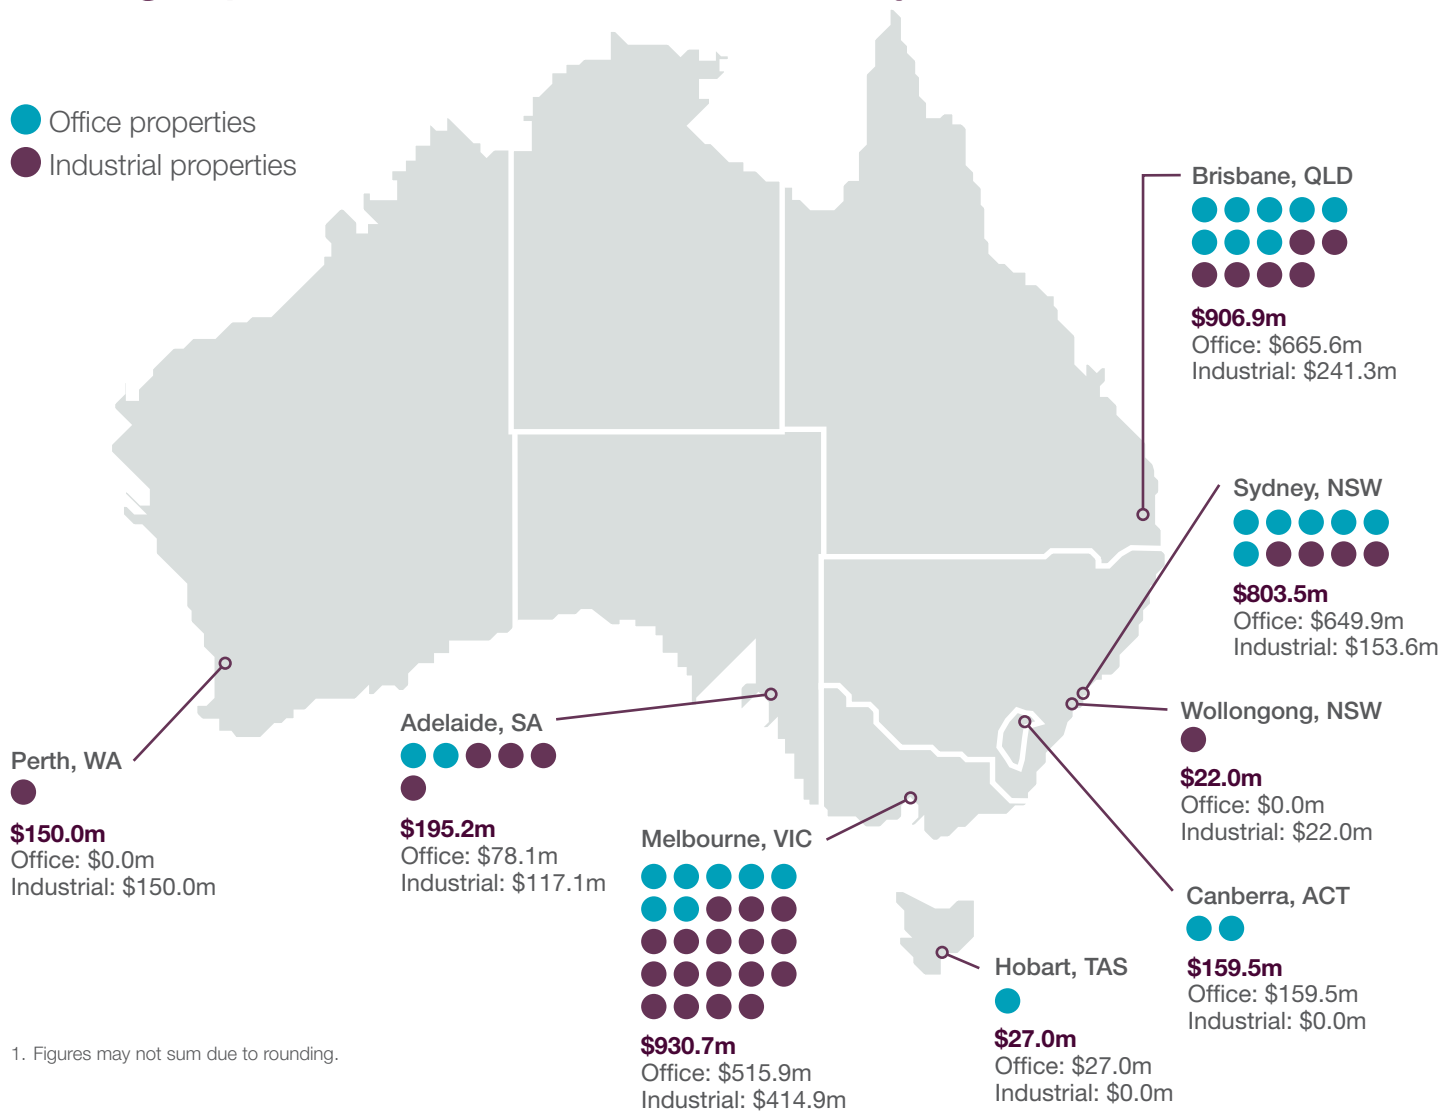 Office properties
Industrial properties
Brisbane, QLD
$906.9m
Office: $665.6m
Industrial: $241.3m
Sydney, NSW
$803.5m
Office: $649.9m
Industrial: $153.6m
Wollongong, NSW
$22.0m
Office: $0.0m
Industrial: $22.0m
Canberra, ACT
$159.5m
Office: $159.5m
Industrial: $0.0m
Hobart, TAS
$27.0m
Office: $27.0m
Industrial: $0.0m
Melbourne, VIC
$930.7m
Office: $515.9m
Industrial: $414.9m
Adelaide, SA
$195.2m
Office: $78.1m
Industrial: $117.1m
Perth, WA
$150.0m
Office: $0.0m
Industrial: $150.0m
1. Figures may not sum due to rounding.